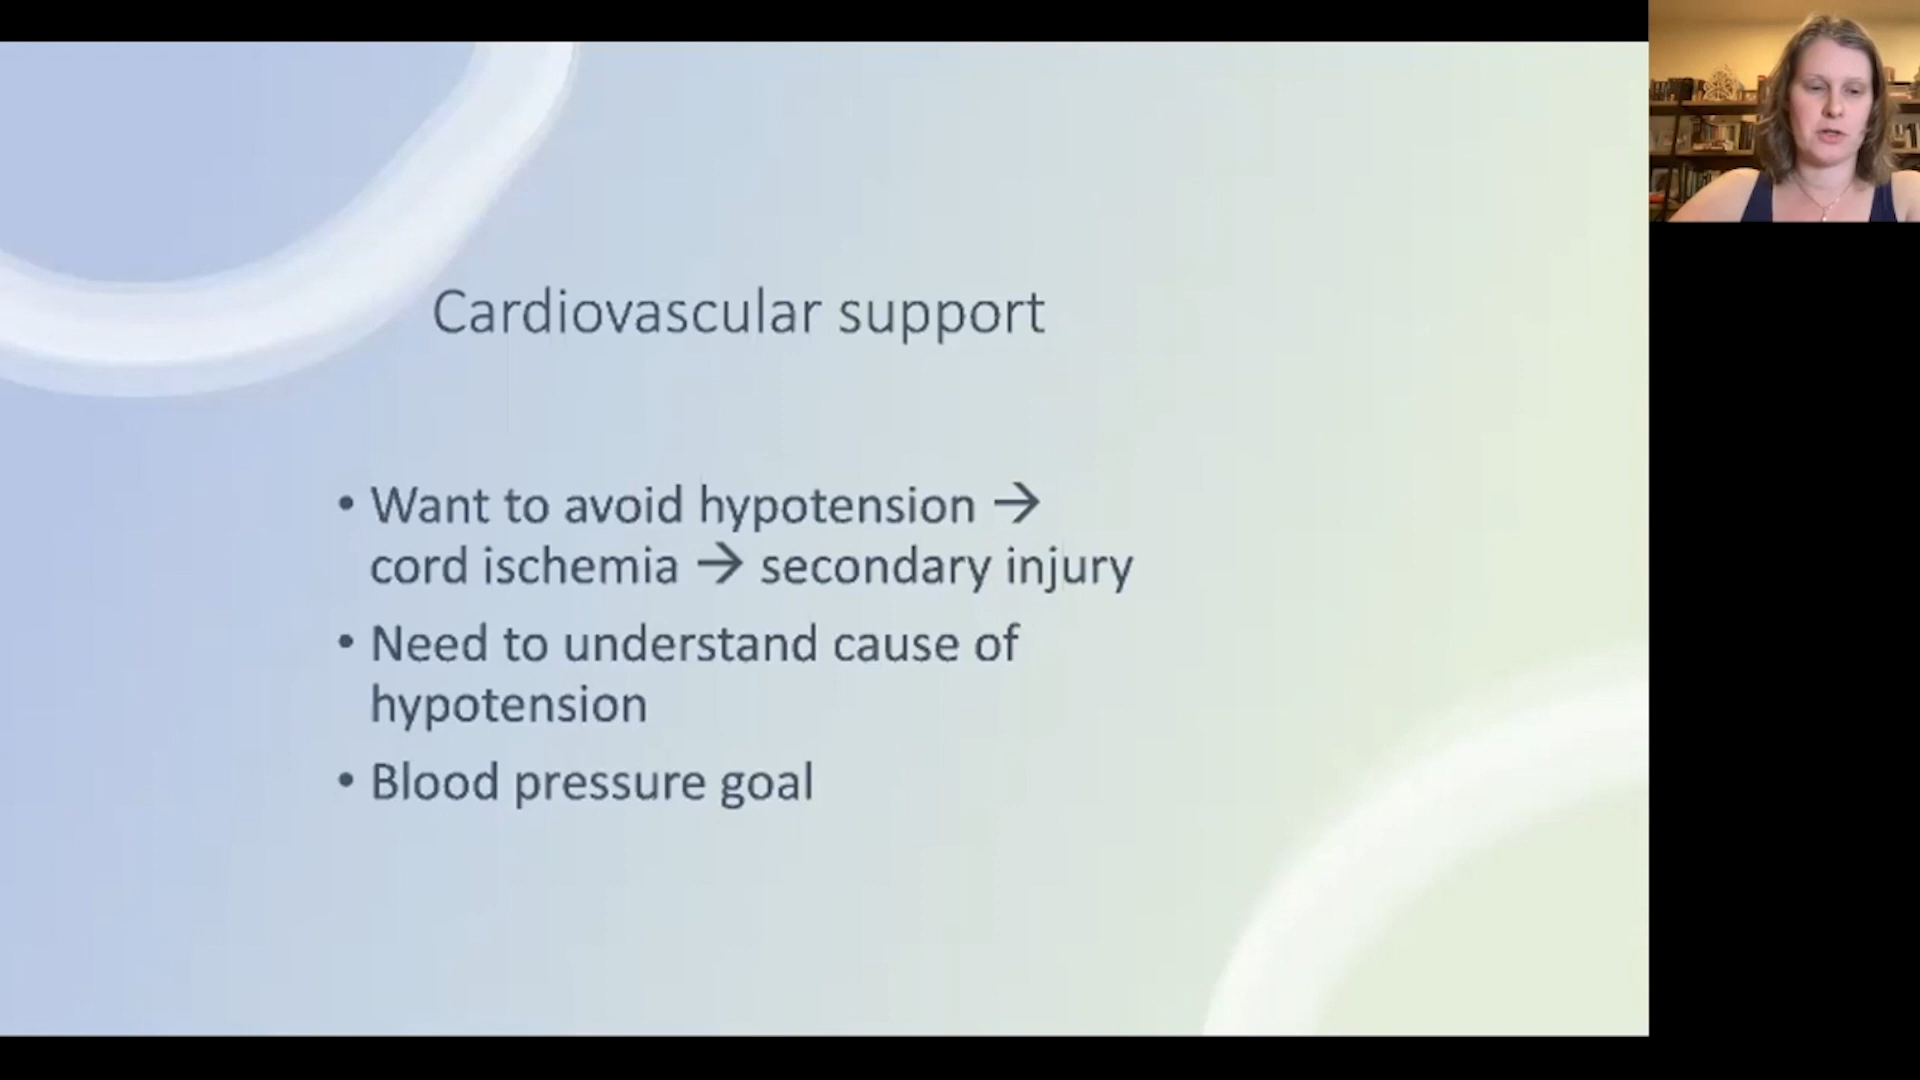 Cardiovascular support
• Want to avoid hypotension →
cord ischemia → secondary injury
• Need to understand cause of
hypotension
• Blood pressure goal